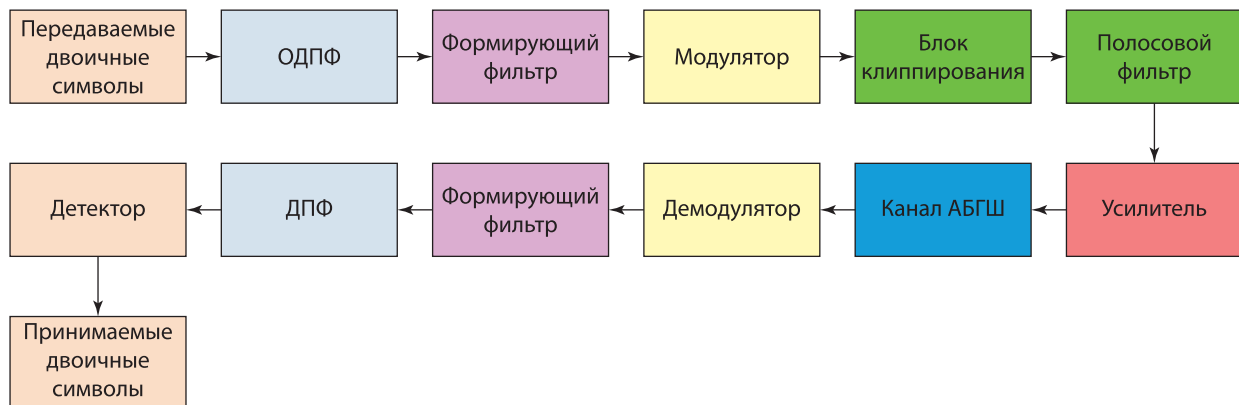 Передаваемые
двоичные
символы
ОДПФ
Формирующий
фильтр
Модулятор
Блок
клиппирования
Полосовой
фильтр
Детектор
ДПФ
Формирующий
фильтр
Демодулятор
Канал АБГШ
Усилитель
Принимаемые
двоичные
символы